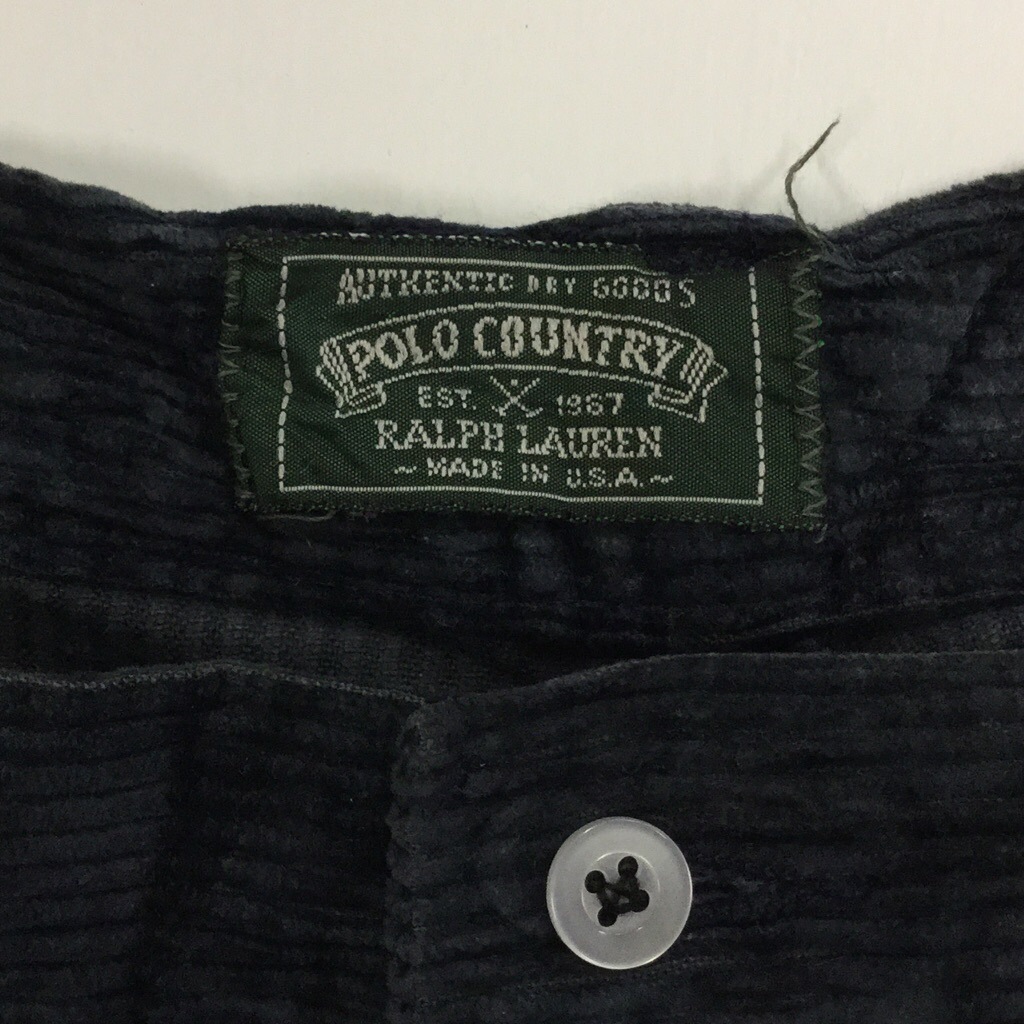 AUTHENTIC DRY GOODS
POLO COUNTRY
EST. 1967
RALPH LAUREN
~ MADE IN U.S.A. ~